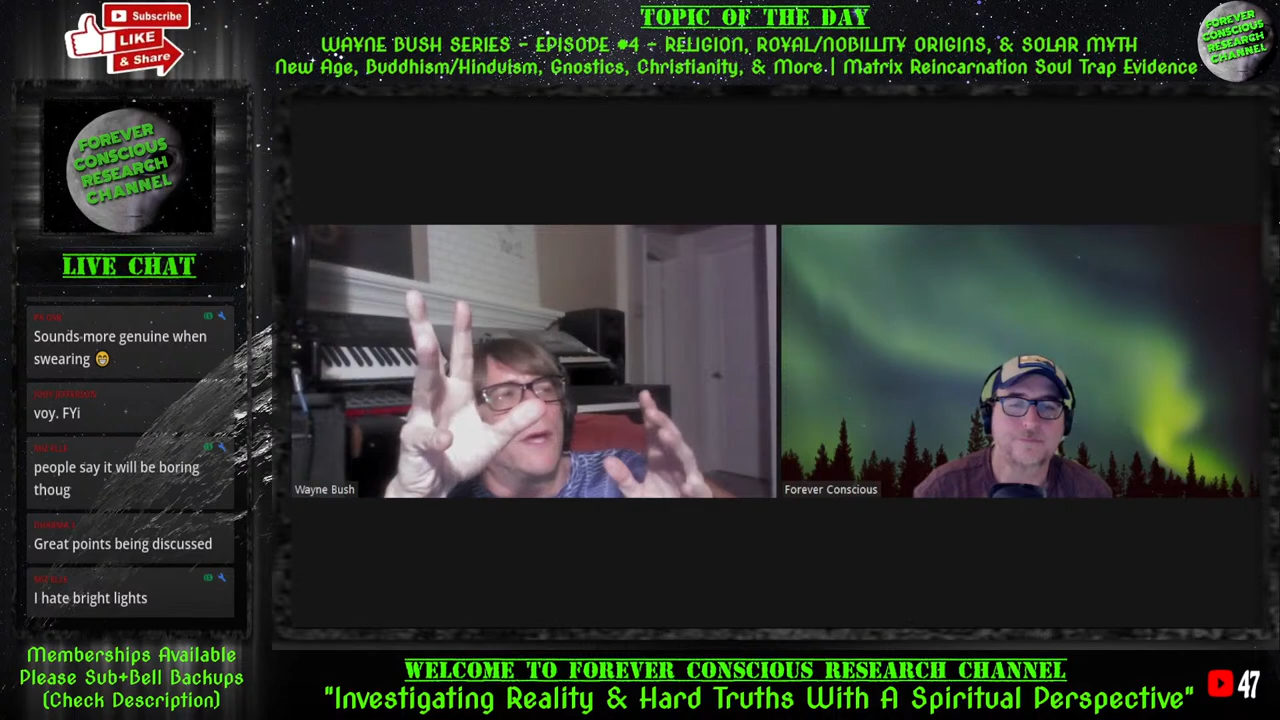 Subscribe
LIKE
& Share
TOPIC OF THE DAY
WAYNE BUSH SERIES - EPISODE #4 - RELIGION, ROYAL/NOBILLITY ORIGINS, & SOLAR MYTH
New Age, Buddhism/Hinduism, Gnostics, Christianity, & More.| Matrix Reincarnation Soul Trap Evidence
FOREVER
CONSCIOUS
RESEARCH
CHANNEL
FOREVER
CONSCIOUS
RESEARCH
CHANNEL
LIVE CHAT
Sounds more genuine when
swearing 😁
voy. FYi
people say it will be boring
thoug
Great points being discussed
I hate bright lights
Wayne Bush
Forever Conscious
Memberships Available
Please Sub+Bell Backups
(Check Description)
WELCOME TO FOREVER CONSCIOUS RESEARCH CHANNEL
"Investigating Reality & Hard Truths With A Spiritual Perspective"
47